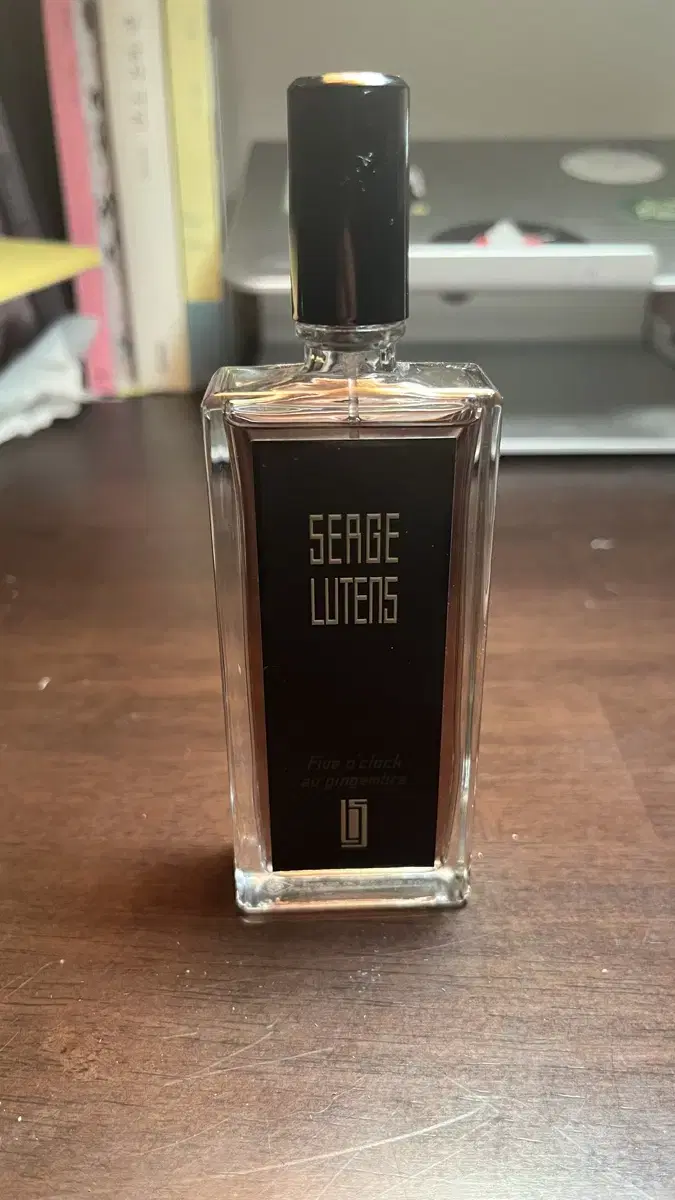 SERGE
LUTENS
Five o'clock
au gingembre